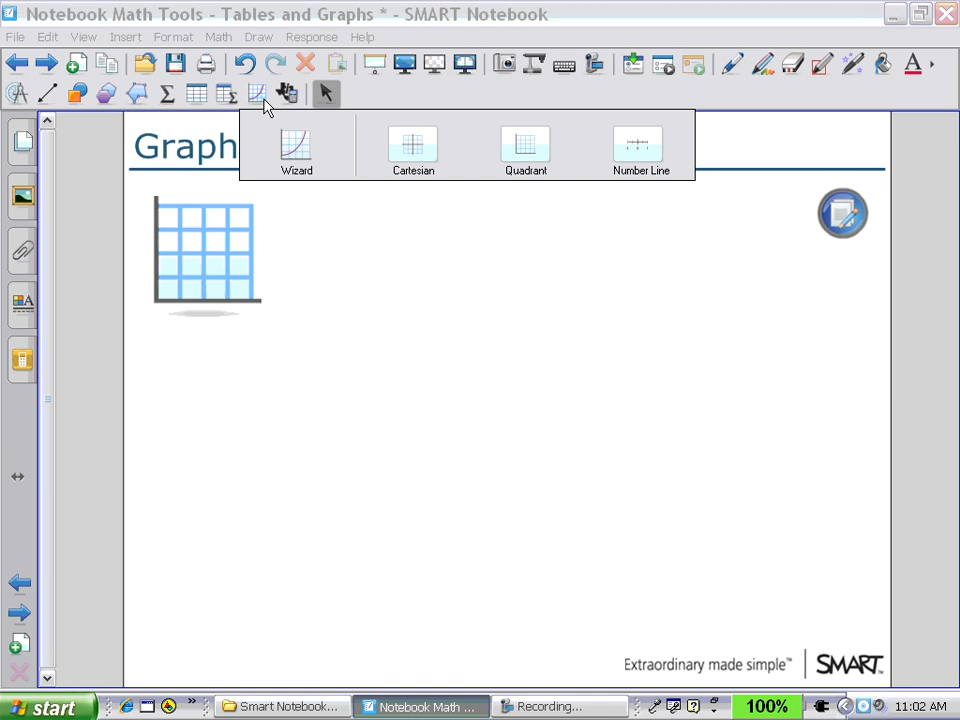 Notebook Math Tools - Tables and Graphs * - SMART Notebook
File Edit View Insert Format Math Draw Response Help
Graph
Wizard Cartesian Quadrant Number Line
Extraordinary made simple™ SMART
start Smart Notebook... Notebook Math ... Recording... 100% 11:02 AM